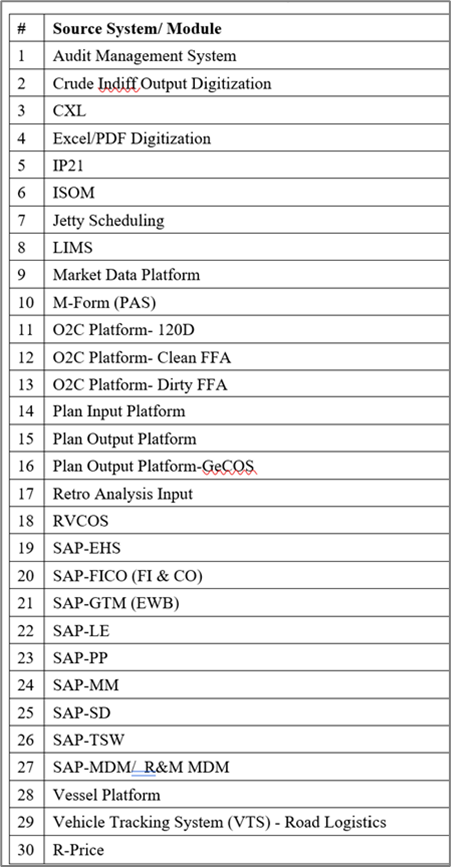 # Source System/ Module
1 Audit Management System
2 Crude Indiff Output Digitization
3 CXL
4 Excel/PDF Digitization
5 IP21
6 ISOM
7 Jetty Scheduling
8 LIMS
9 Market Data Platform
10 M-Form (PAS)
11 O2C Platform- 120D
12 O2C Platform- Clean FFA
13 O2C Platform- Dirty FFA
14 Plan Input Platform
15 Plan Output Platform
16 Plan Output Platform-GeCOS
17 Retro Analysis Input
18 RVCOS
19 SAP-EHS
20 SAP-FICO (FI & CO)
21 SAP-GTM (EWB)
22 SAP-LE
23 SAP-PP
24 SAP-MM
25 SAP-SD
26 SAP-TSW
27 SAP-MDM/ R&M MDM
28 Vessel Platform
29 Vehicle Tracking System (VTS) - Road Logistics
30 R-Price